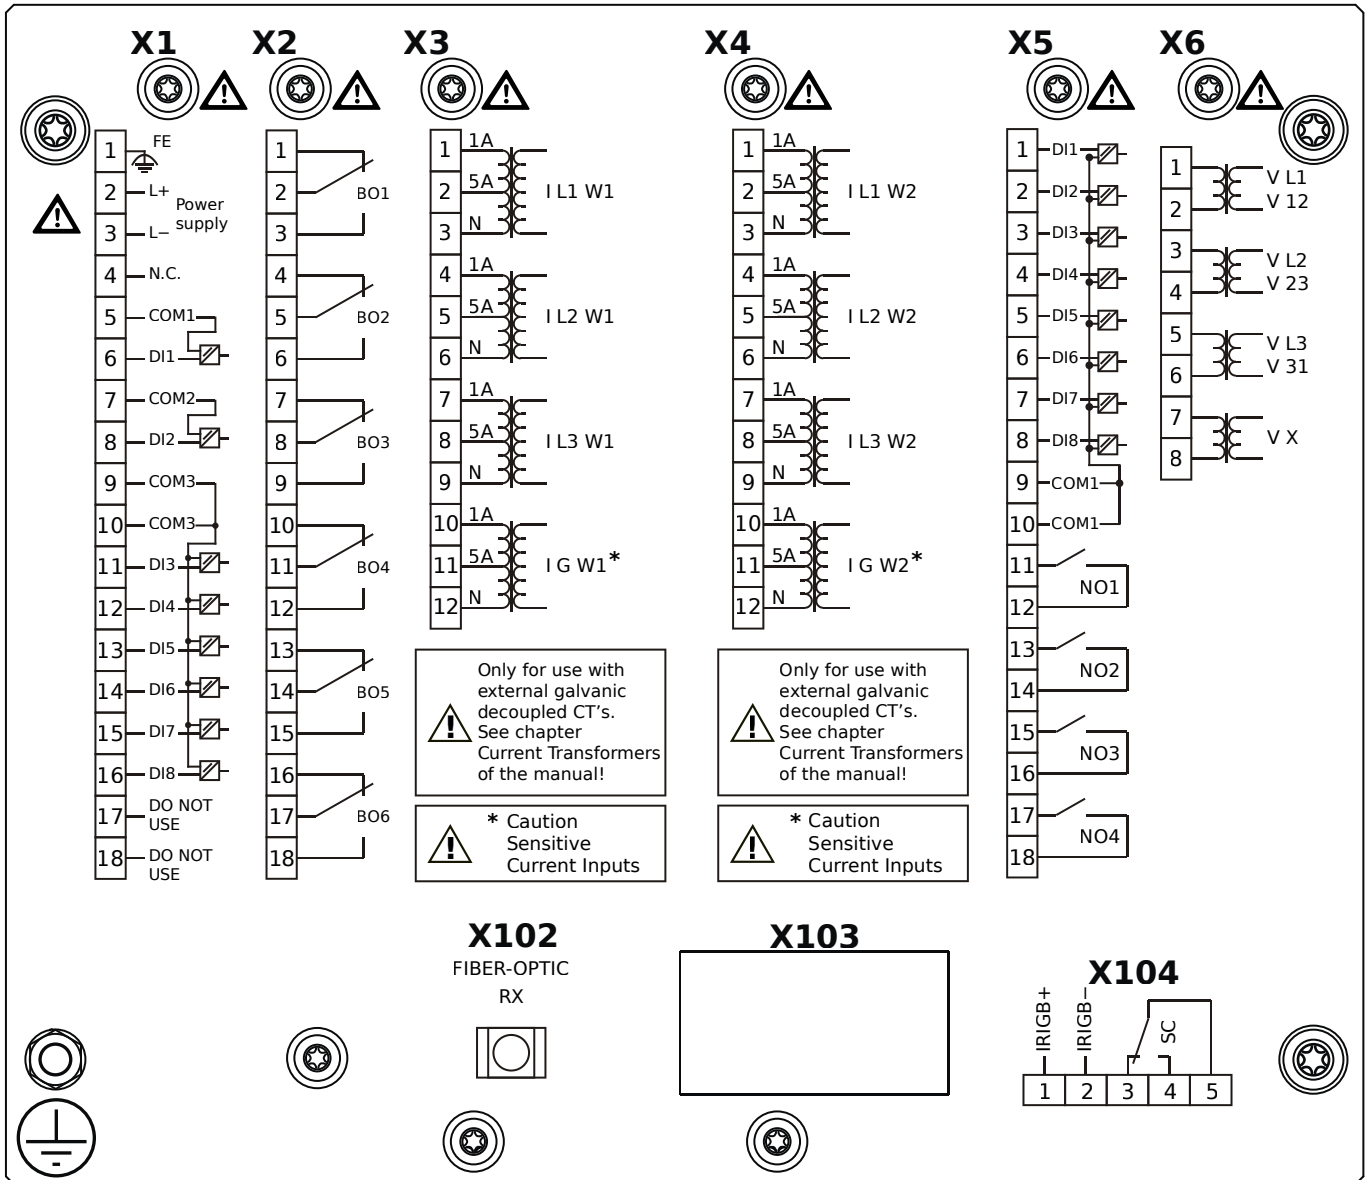 X1 X2 X3 X4 X5 X6
1 FE
2 L+
Power
supply
3 L−
4 N.C.
5 COM1
6 DI1
7 COM2
8 DI2
9 COM3
10 COM3
11 DI3
12 DI4
13 DI5
14 DI6
15 DI7
16 DI8
17 DO NOT
USE
18 DO NOT
USE
1
2 BO1
3
4
5 BO2
6
7
8 BO3
9
10
11 BO4
12
13
14 BO5
15
16
17 BO6
18
1 1A
2 5A I L1 W1
3 N
4 1A
5 5A I L2 W1
6 N
7 1A
8 5A I L3 W1
9 N
10 1A
11 5A I G W1*
12 N
Only for use with
external galvanic
decoupled CT's.
See chapter
Current Transformers
of the manual!
* Caution
Sensitive
Current Inputs
1 1A
2 5A I L1 W2
3 N
4 1A
5 5A I L2 W2
6 N
7 1A
8 5A I L3 W2
9 N
10 1A
11 5A I G W2*
12 N
Only for use with
external galvanic
decoupled CT's.
See chapter
Current Transformers
of the manual!
* Caution
Sensitive
Current Inputs
1 DI1
2 DI2
3 DI3
4 DI4
5 DI5
6 DI6
7 DI7
8 DI8
9 COM1
10 COM1
11
NO1
12
13
NO2
14
15
NO3
16
17
NO4
18
1 V L1
2 V 12
3 V L2
4 V 23
5 V L3
6 V 31
7 V X
8
X102
FIBER-OPTIC
RX
X103
X104
IRIGB+ IRIGB− SC
1 2 3 4 5